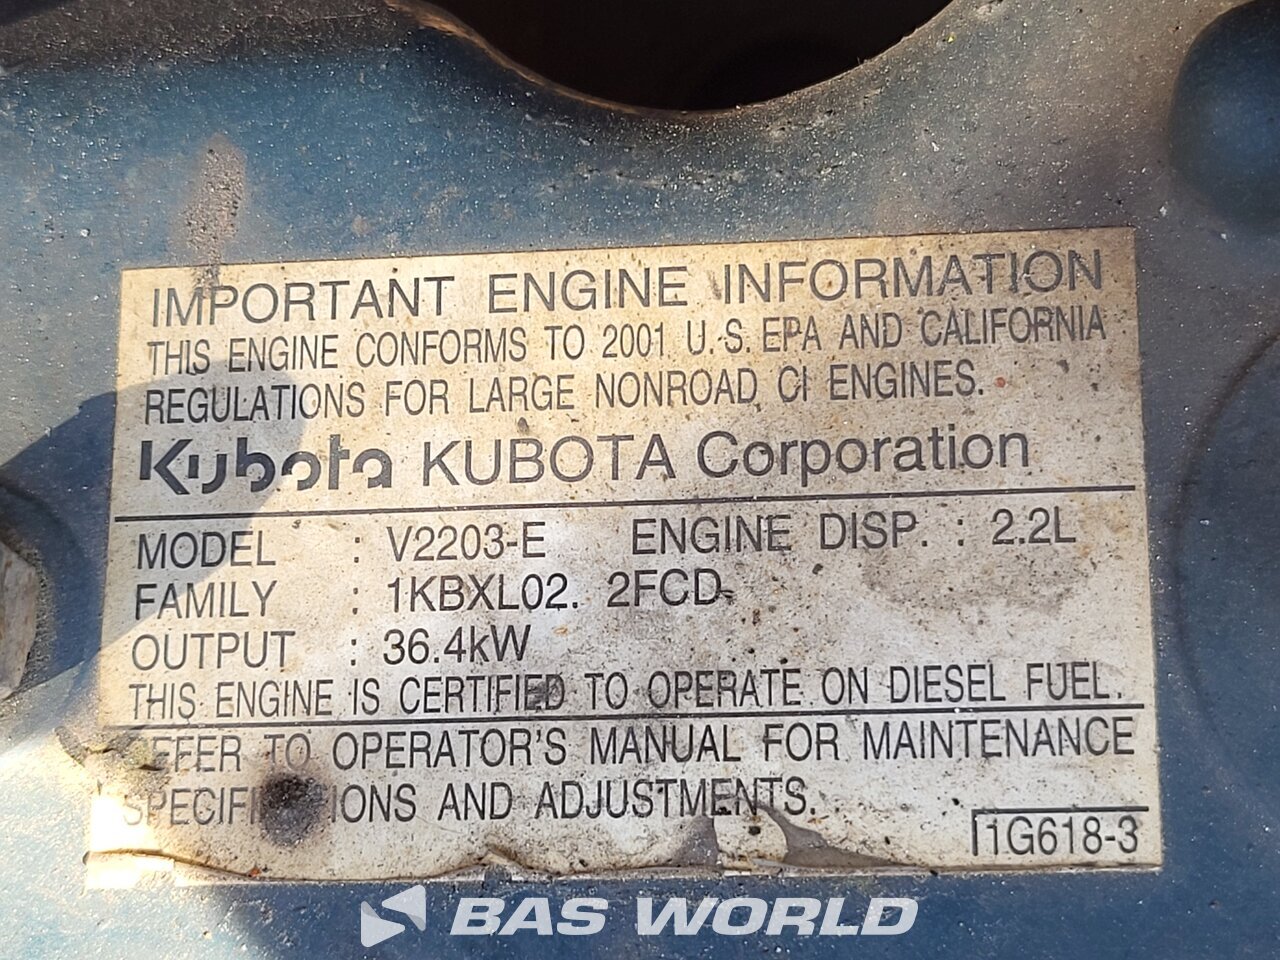 IMPORTANT ENGINE INFORMATION
THIS ENGINE CONFORMS TO 2001 U.S. EPA AND CALIFORNIA
REGULATIONS FOR LARGE NONROAD CI ENGINES.
Kubota KUBOTA Corporation
MODEL : V2203-E ENGINE DISP. : 2.2L
FAMILY : 1KBXL02. 2FCD
OUTPUT : 36.4kW
THIS ENGINE IS CERTIFIED TO OPERATE ON DIESEL FUEL.
REFER TO OPERATOR'S MANUAL FOR MAINTENANCE
SPECIFICATIONS AND ADJUSTMENTS.
1G618-3
BAS WORLD